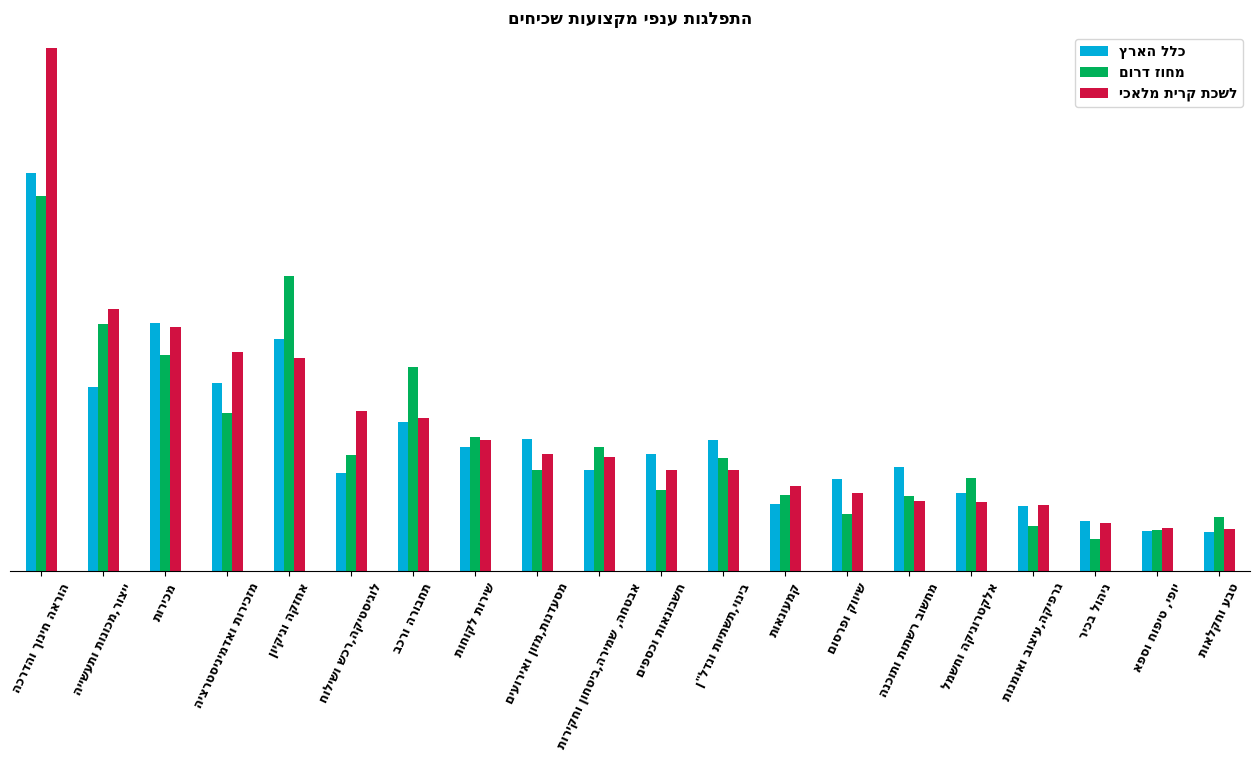 התפלגות ענפי מקצועות שכיחים
כלל הארץ
מחוז דרום
לשכת קרית מלאכי
הוראה חינוך והדרכה
ייצור,מכונות ותעשייה
מכירות
מזכירות ואדמיניסטרציה
אחזקה וניקיון
לוגיסטיקה,רכש ושילוח
תחבורה ורכב
שירות לקוחות
מסעדנות,מזון ואירועים
אבטחה, שמירה,ביטחון וחקירות
חשבונאות וכספים
בינוי,תשתיות ונדל"ן
קמעונאות
שיווק ופרסום
מחשוב רשתות ותוכנה
אלקטרוניקה וחשמל
גרפיקה,עיצוב ואומנות
ניהול בכיר
יופי, טיפוח וספא
טבע וחקלאות